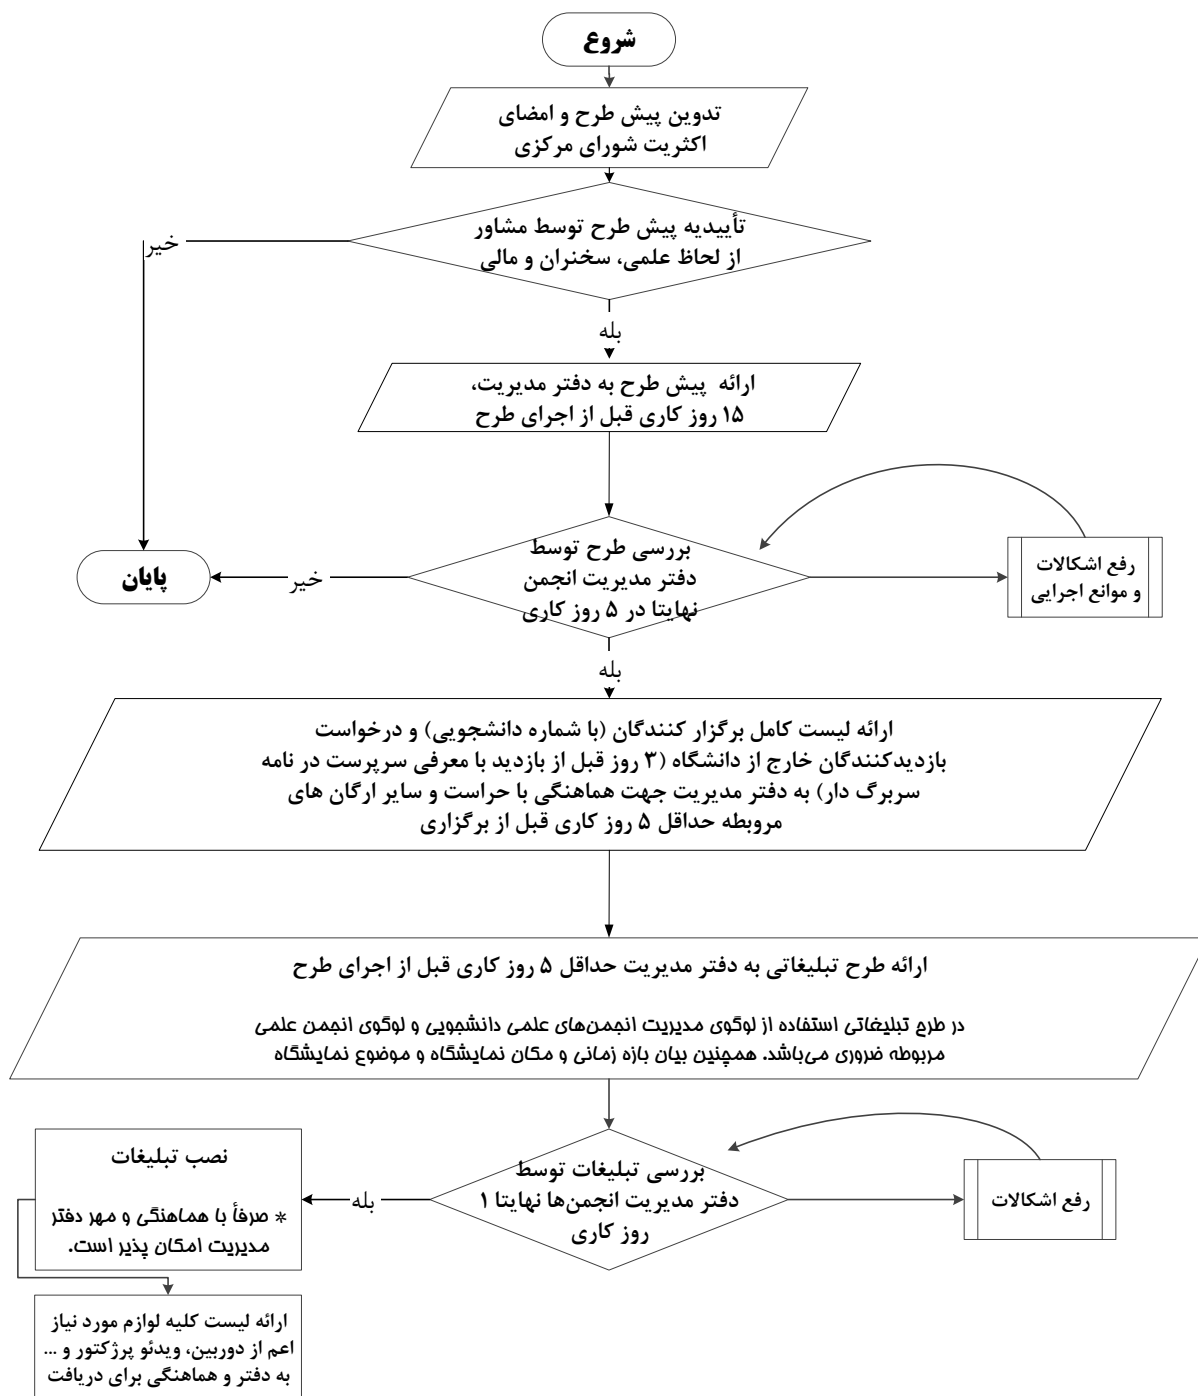 شروع
تدوین پیش طرح و امضای
اکثریت شورای مرکزی
تأییدیه پیش طرح توسط مشاور
از لحاظ علمی، سخنران و مالی
خیر
بله
ارائه پیش طرح به دفتر مدیریت،
۱۵ روز کاری قبل از اجرای طرح
بررسی طرح توسط
دفتر مدیریت انجمن
نهایتا در ۵ روز کاری
رفع اشکالات
و موانع اجرایی
خیر
پایان
بله
ارائه لیست کامل برگزار کنندگان (با شماره دانشجویی) و درخواست
بازدیدکنندگان خارج از دانشگاه (۳ روز قبل از بازدید با معرفی سرپرست در نامه
سربرگ دار) به دفتر مدیریت جهت هماهنگی با حراست و سایر ارگان های
مروبطه حداقل ۵ روز کاری قبل از برگزاری
ارائه طرح تبلیغاتی به دفتر مدیریت حداقل ۵ روز کاری قبل از اجرای طرح
در طرح تبلیغاتی استفاده از لوگوی مدیریت انجمن‌های علمی دانشجویی و لوگوی انجمن علمی
مربوطه ضروری می‌باشد. همچنین بیان بازه زمانی و مکان نمایشگاه و موضوع نمایشگاه
بررسی تبلیغات توسط
دفتر مدیریت انجمن‌ها نهایتا ۱
روز کاری
رفع اشکالات
بله
نصب تبلیغات
* صرفاً با هماهنگی و مهر دفتر
مدیریت امکان پذیر است.
ارائه لیست کلیه لوازم مورد نیاز
اعم از دوربین، ویدئو پرژکتور و ...
به دفتر و هماهنگی برای دریافت